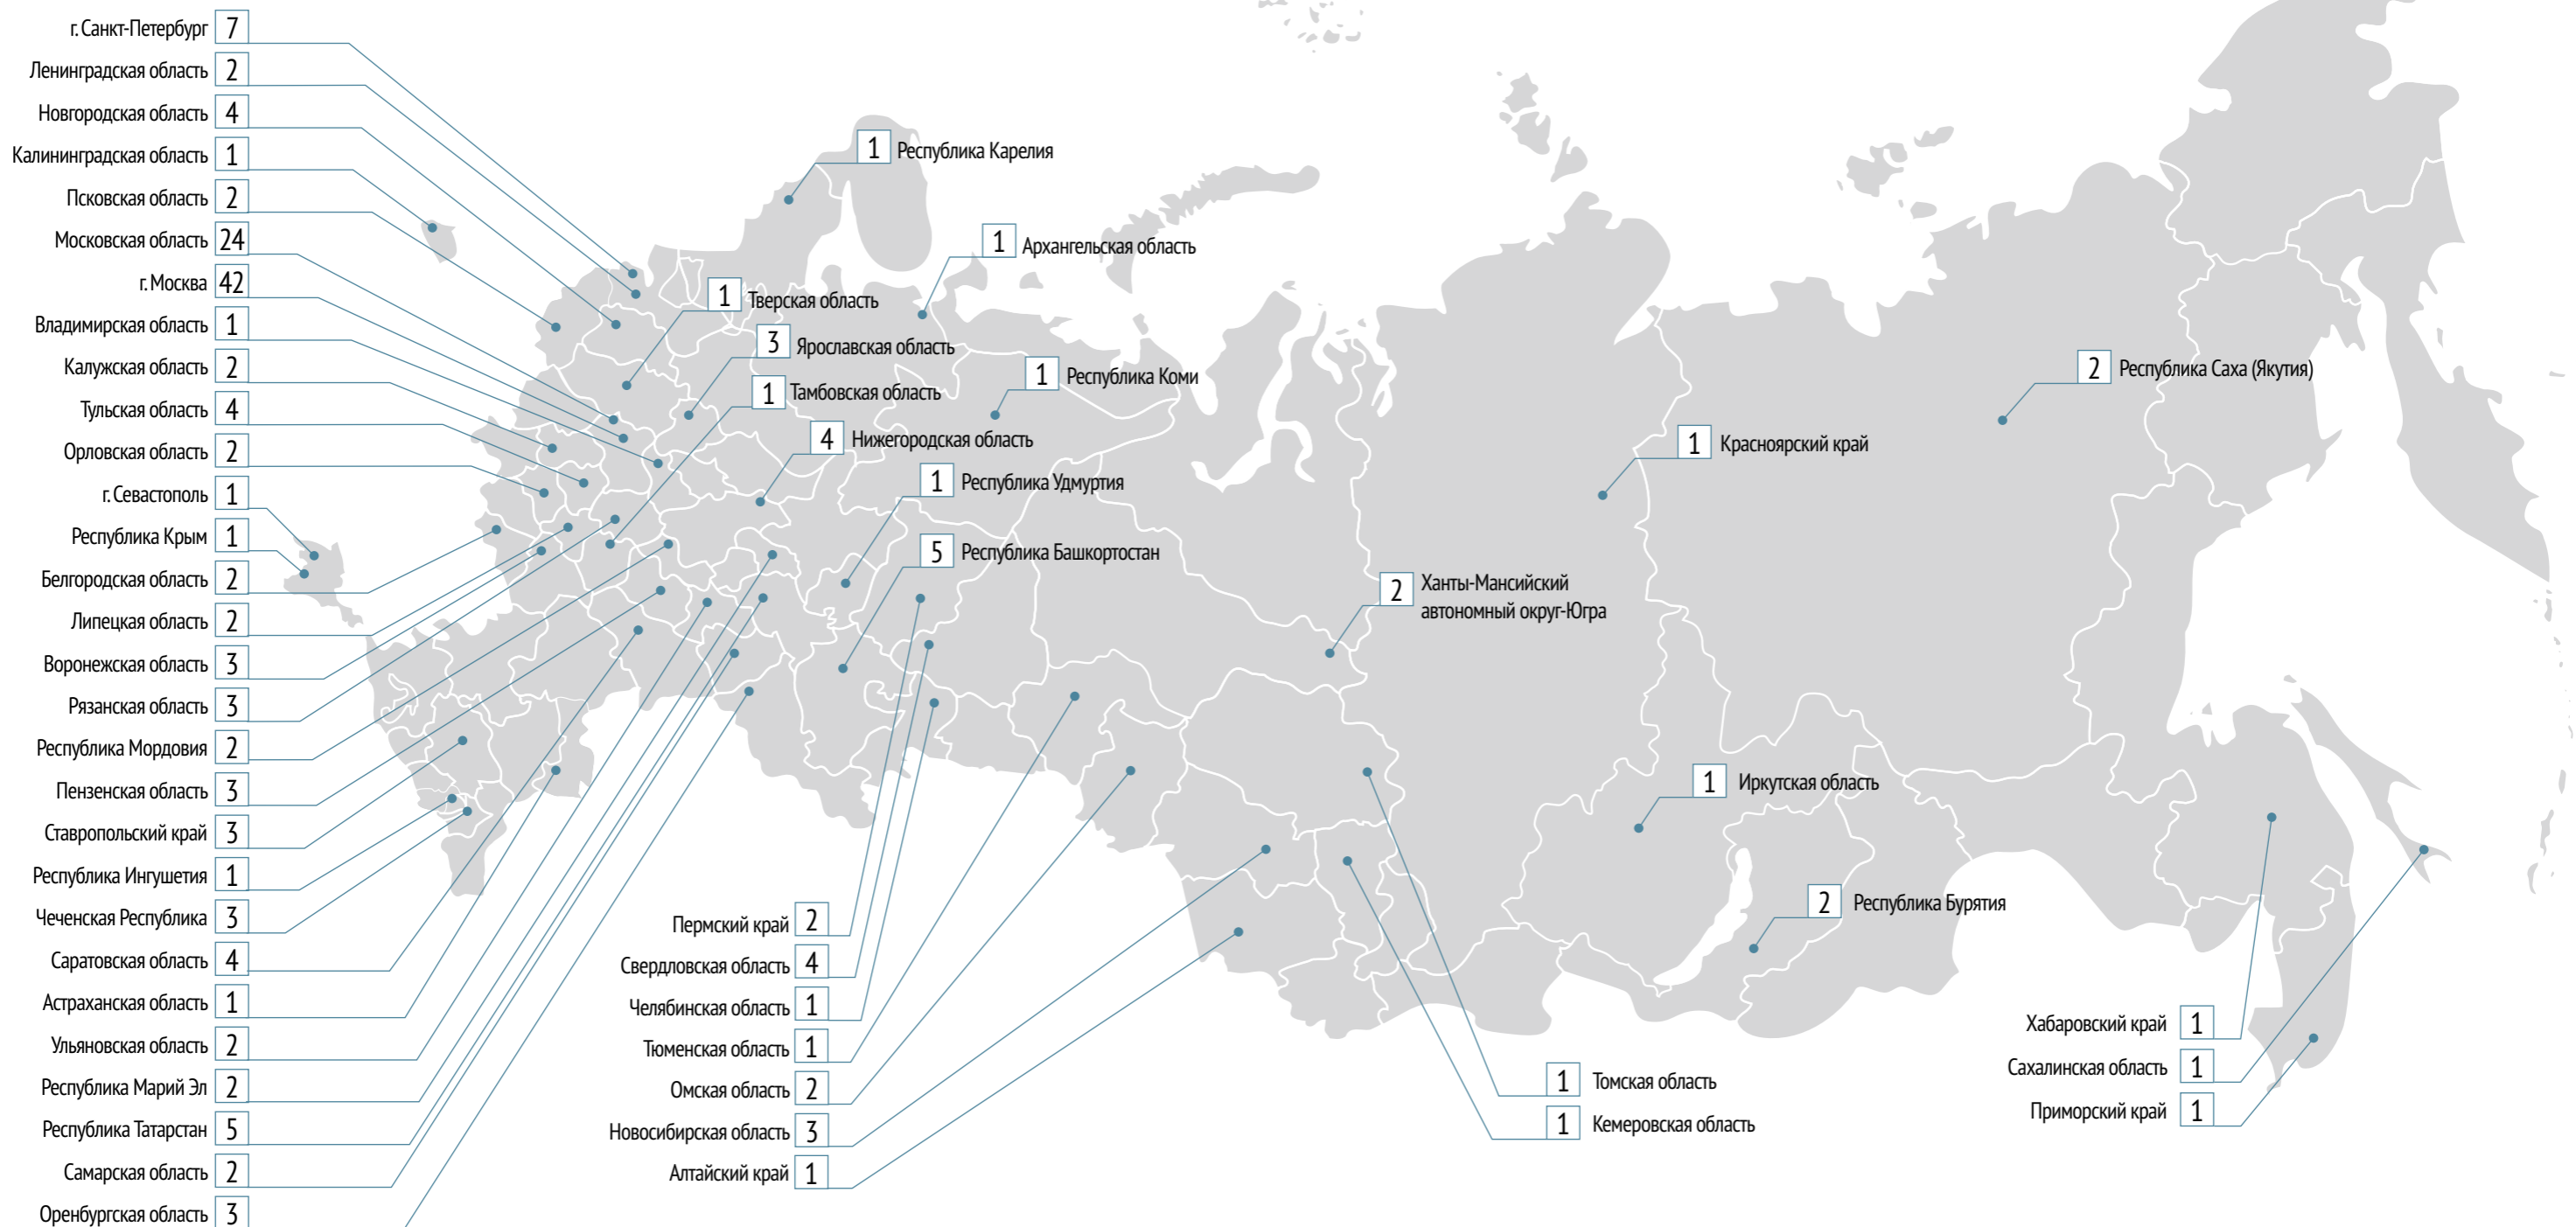 г. Санкт-Петербург 7
Ленинградская область 2
Новгородская область 4
Калининградская область 1
Псковская область 2
Московская область 24
г. Москва 42
Владимирская область 1
Калужская область 2
Тульская область 4
Орловская область 2
г. Севастополь 1
Республика Крым 1
Белгородская область 2
Липецкая область 2
Воронежская область 3
Рязанская область 3
Республика Мордовия 2
Пензенская область 3
Ставропольский край 3
Республика Ингушетия 1
Чеченская Республика 3
Саратовская область 4
Астраханская область 1
Ульяновская область 2
Республика Марий Эл 2
Республика Татарстан 5
Самарская область 2
Оренбургская область 3
1 Республика Карелия
1 Архангельская область
1 Тверская область
3 Ярославская область
1 Республика Коми
1 Тамбовская область
4 Нижегородская область
1 Республика Удмуртия
5 Республика Башкортостан
2 Ханты-Мансийский
автономный округ-Югра
1 Красноярский край
2 Республика Саха (Якутия)
1 Иркутская область
2 Республика Бурятия
Пермский край 2
Свердловская область 4
Челябинская область 1
Тюменская область 1
Омская область 2
Новосибирская область 3
Алтайский край 1
1 Томская область
1 Кемеровская область
Хабаровский край 1
Сахалинская область 1
Приморский край 1